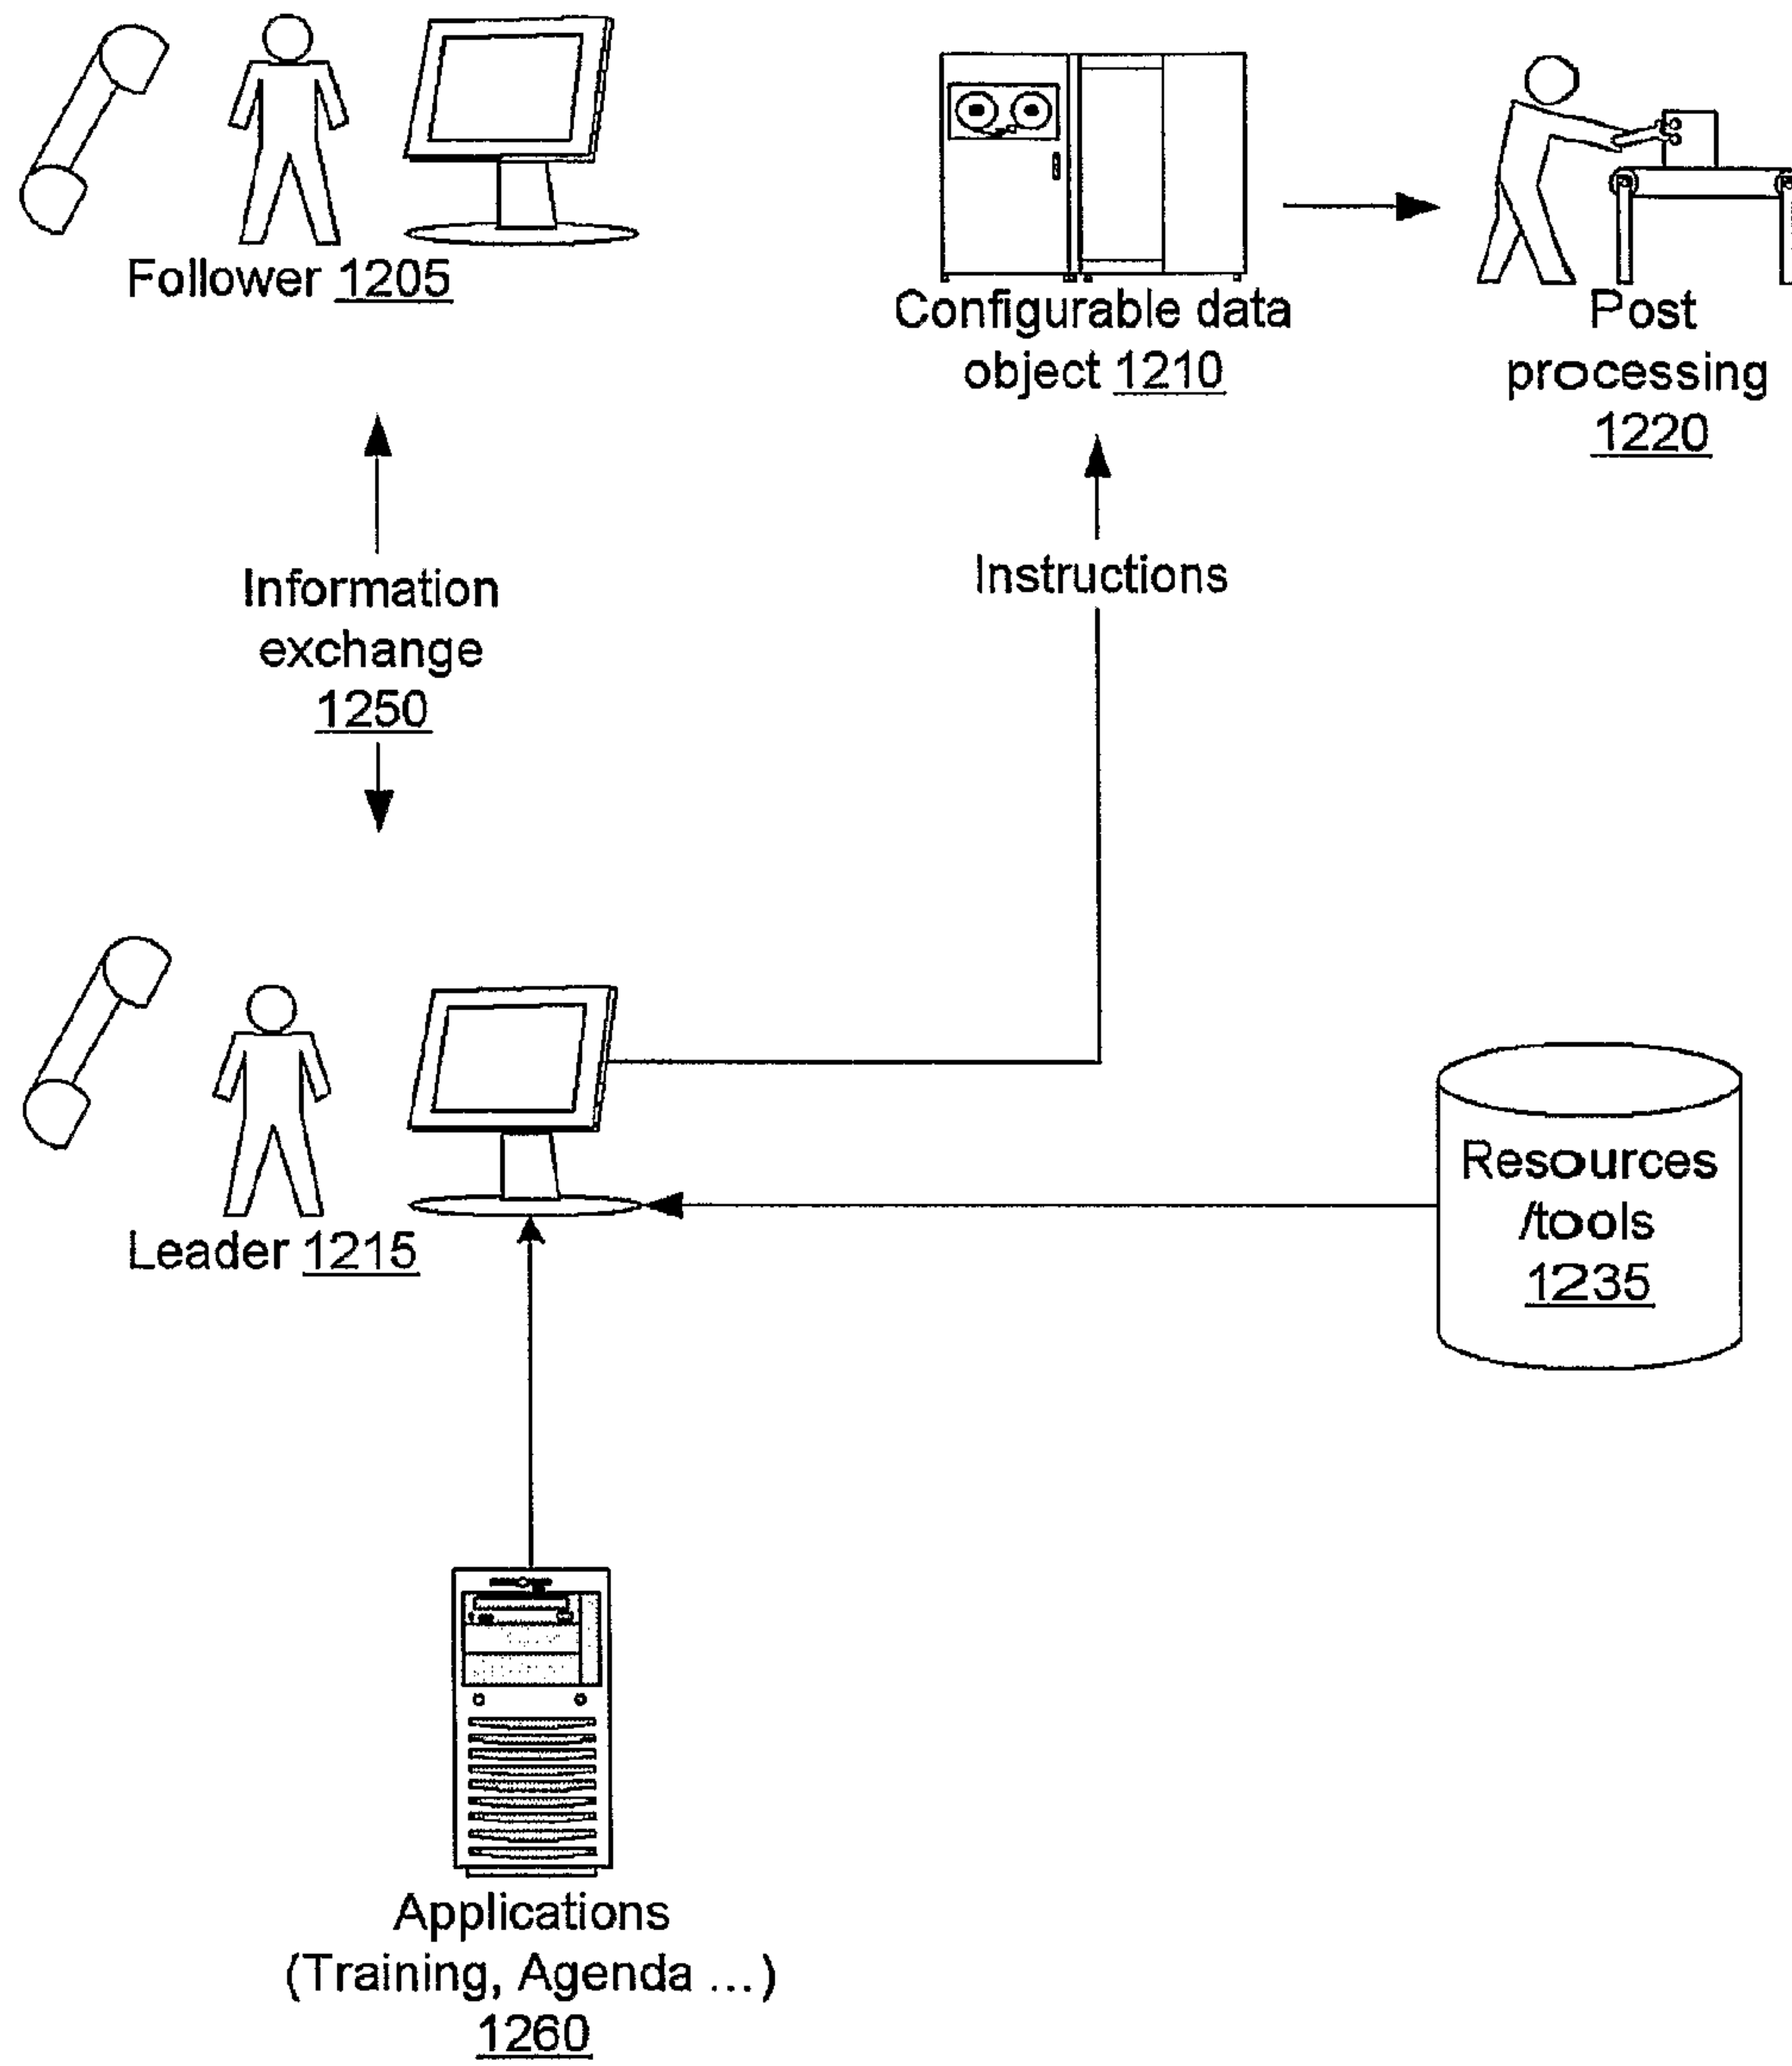 Follower 1205
Configurable data
object 1210
Post
processing
1220
Information
exchange
1250
Instructions
Leader 1215
Resources
/tools
1235
Applications
(Training, Agenda ...)
1260